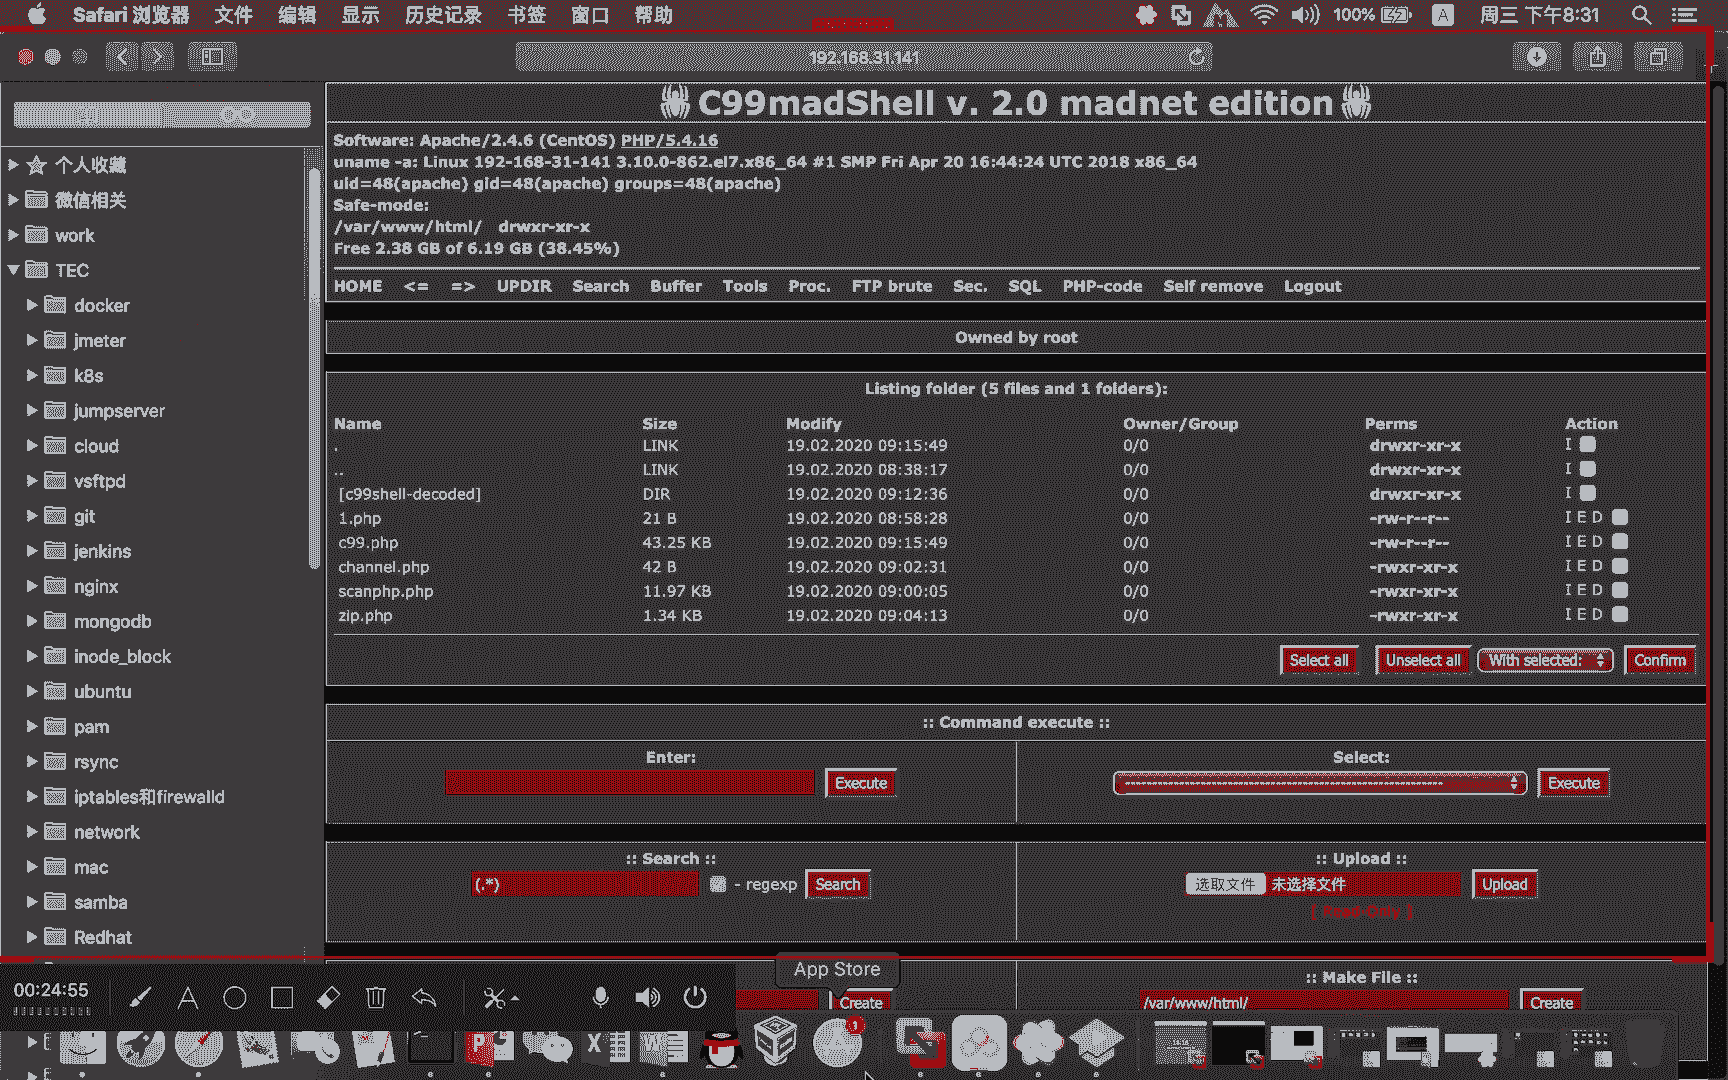 Safari 浏览器 文件 编辑 显示 历史记录 书签 窗口 帮助 100% A 周三 下午8:31
192.168.31.141
个人收藏
微信相关
work
TEC
docker
jmeter
k8s
jumpserver
cloud
vsftpd
git
jenkins
nginx
mongodb
inode_block
ubuntu
pam
rsync
iptables和firewalld
network
mac
samba
Redhat
C99madShell v. 2.0 madnet edition
Software: Apache/2.4.6 (CentOS) PHP/5.4.16
uname -a: Linux 192-168-31-141 3.10.0-862.el7.x86_64 #1 SMP Fri Apr 20 16:44:24 UTC 2018 x86_64
uid=48(apache) gid=48(apache) groups=48(apache)
Safe-mode:
/var/www/html/ drwxr-xr-x
Free 2.38 GB of 6.19 GB (38.45%)
HOME <= => UPDIR Search Buffer Tools Proc. FTP brute Sec. SQL PHP-code Self remove Logout
Owned by root
Listing folder (5 files and 1 folders):
Name Size Modify Owner/Group Perms Action
. LINK 19.02.2020 09:15:49 0/0 drwxr-xr-x I
.. LINK 19.02.2020 08:38:17 0/0 drwxr-xr-x I
[c99shell-decoded] DIR 19.02.2020 09:12:36 0/0 drwxr-xr-x I
1.php 21 B 19.02.2020 08:58:28 0/0 -rw-r--r-- I E D
c99.php 43.25 KB 19.02.2020 09:15:49 0/0 -rw-r--r-- I E D
channel.php 42 B 19.02.2020 09:02:31 0/0 -rwxr-xr-x I E D
scanphp.php 11.97 KB 19.02.2020 09:00:05 0/0 -rwxr-xr-x I E D
zip.php 1.34 KB 19.02.2020 09:04:13 0/0 -rwxr-xr-x I E D
Select all Unselect all With selected: Confirm
:: Command execute ::
Enter: Select:
Execute Execute
:: Search :: :: Upload ::
(.*) - regexp Search 选取文件 未选择文件 Upload
[ Read-Only ]
App Store :: Make File ::
Create /var/www/html/ Create
00:24:55
1